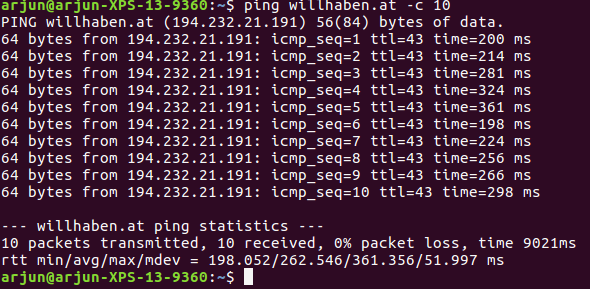 arjun@arjun-XPS-13-9360:~$ ping willhaben.at -c 10
PING willhaben.at (194.232.21.191) 56(84) bytes of data.
64 bytes from 194.232.21.191: icmp_seq=1 ttl=43 time=200 ms
64 bytes from 194.232.21.191: icmp_seq=2 ttl=43 time=214 ms
64 bytes from 194.232.21.191: icmp_seq=3 ttl=43 time=281 ms
64 bytes from 194.232.21.191: icmp_seq=4 ttl=43 time=324 ms
64 bytes from 194.232.21.191: icmp_seq=5 ttl=43 time=361 ms
64 bytes from 194.232.21.191: icmp_seq=6 ttl=43 time=198 ms
64 bytes from 194.232.21.191: icmp_seq=7 ttl=43 time=224 ms
64 bytes from 194.232.21.191: icmp_seq=8 ttl=43 time=256 ms
64 bytes from 194.232.21.191: icmp_seq=9 ttl=43 time=266 ms
64 bytes from 194.232.21.191: icmp_seq=10 ttl=43 time=298 ms
--- willhaben.at ping statistics ---
10 packets transmitted, 10 received, 0% packet loss, time 9021ms
rtt min/avg/max/mdev = 198.052/262.546/361.356/51.997 ms
arjun@arjun-XPS-13-9360:~$